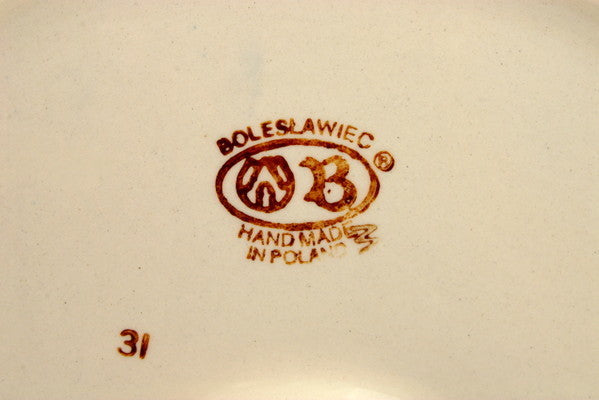 BOLESŁAWIEC
B ®
HAND MADE
IN POLAND
31